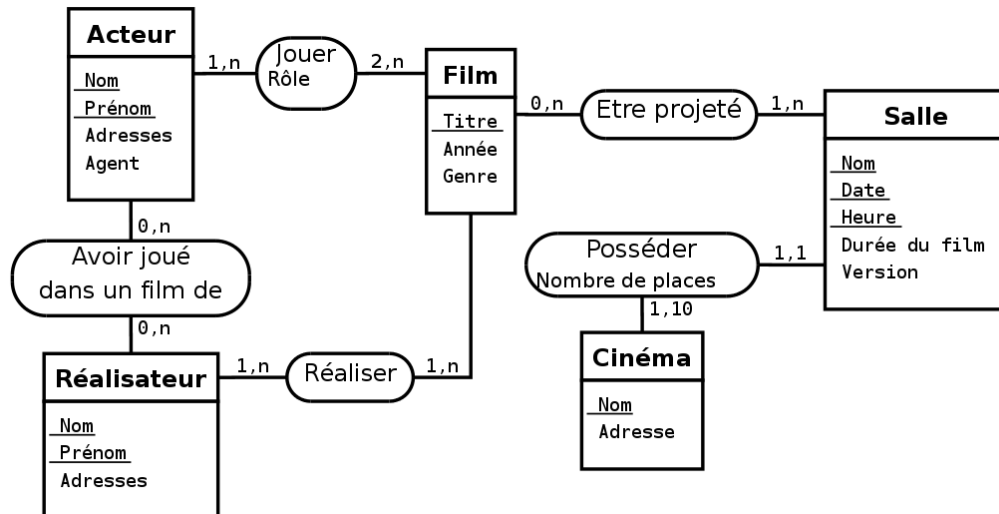 Acteur
Nom
Prénom
Adresses
Agent
1,n
Jouer
Rôle
2,n
Film
Titre
Année
Genre
0,n
Etre projeté
1,n
Salle
Nom
Date
Heure
Durée du film
Version
0,n
Avoir joué
dans un film de
0,n
Posséder
Nombre de places
1,1
1,10
Réalisateur
Nom
Prénom
Adresses
1,n
Réaliser
1,n
Cinéma
Nom
Adresse